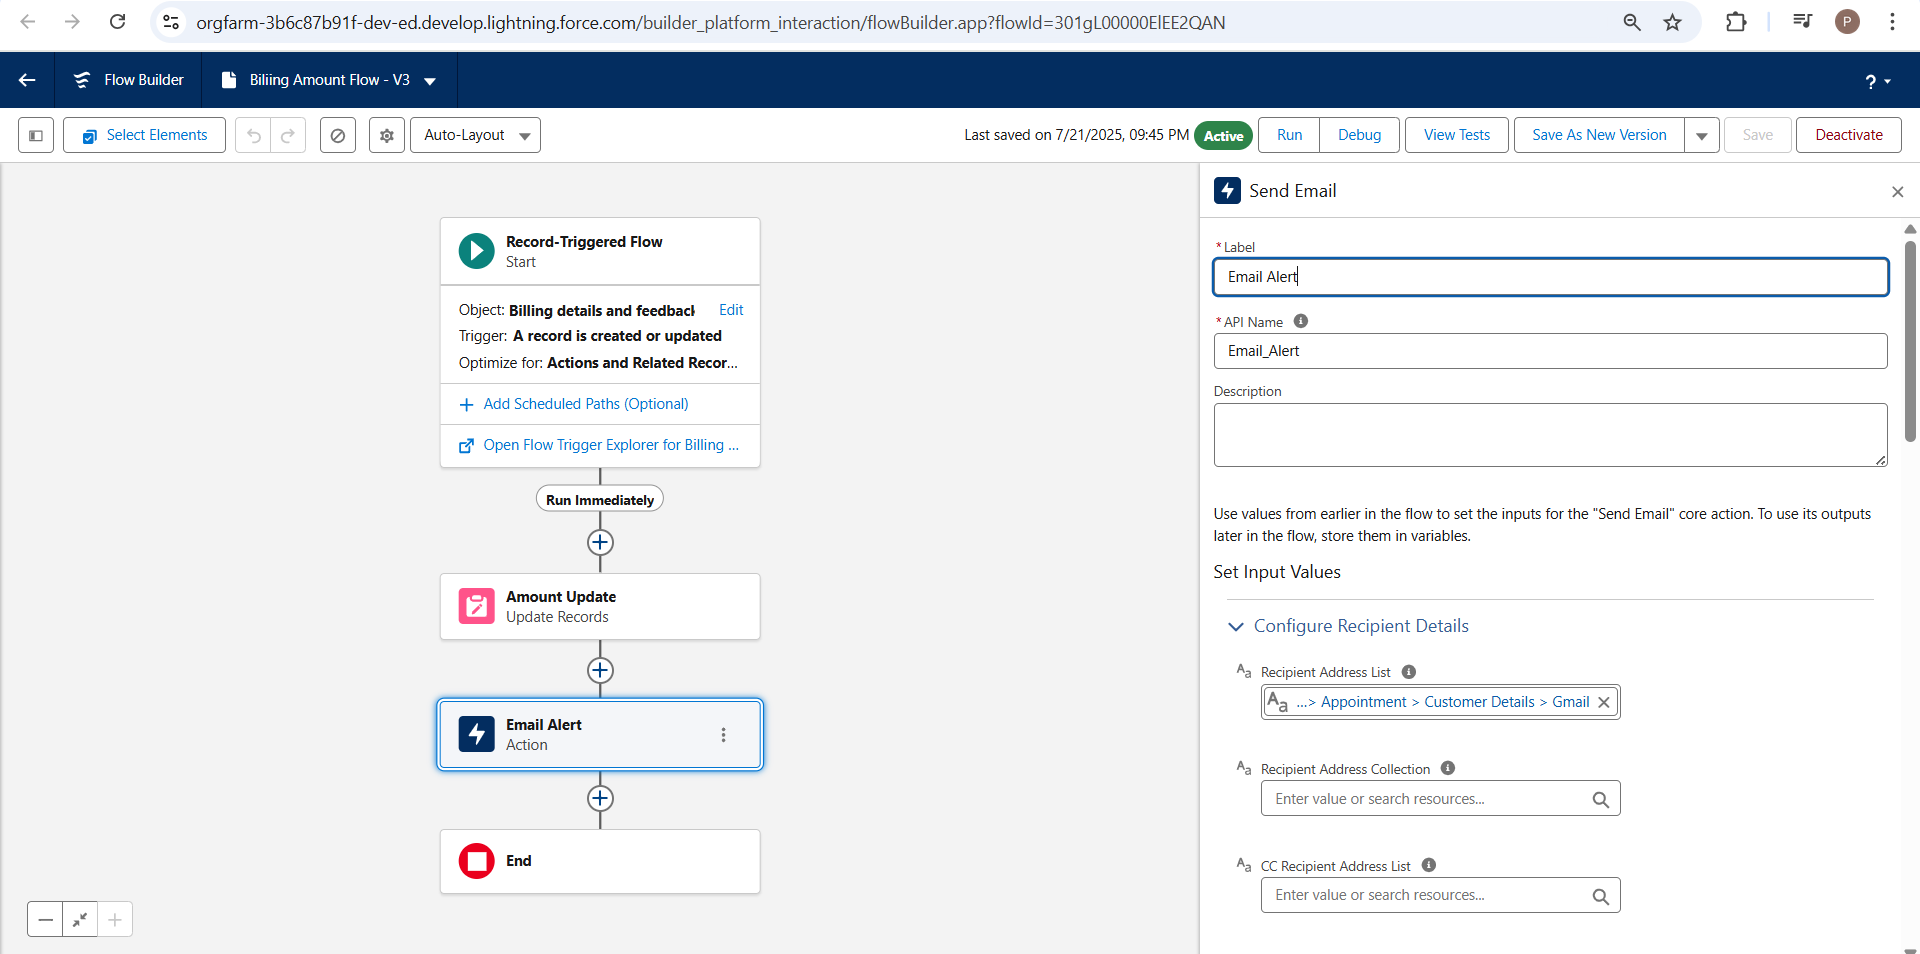 orgfarm-3b6c87b91f-dev-ed.develop.lightning.force.com/builder_platform_interaction/flowBuilder.app?flowId=301gL00000ElEE2QAN
P
Flow Builder
Biliing Amount Flow - V3
?
Select Elements
Auto-Layout
Last saved on 7/21/2025, 09:45 PM
Active
Run
Debug
View Tests
Save As New Version
Save
Deactivate
Record-Triggered Flow
Start
Object: Billing details and feedback
Edit
Trigger: A record is created or updated
Optimize for: Actions and Related Recor...
Add Scheduled Paths (Optional)
Open Flow Trigger Explorer for Billing ...
Run Immediately
Amount Update
Update Records
Email Alert
Action
End
Send Email
* Label
Email Alert
* API Name
Email_Alert
Description
Use values from earlier in the flow to set the inputs for the "Send Email" core action. To use its outputs
later in the flow, store them in variables.
Set Input Values
Configure Recipient Details
Aa Recipient Address List
Aa ...> Appointment > Customer Details > Gmail
Aa Recipient Address Collection
Enter value or search resources...
Aa CC Recipient Address List
Enter value or search resources...